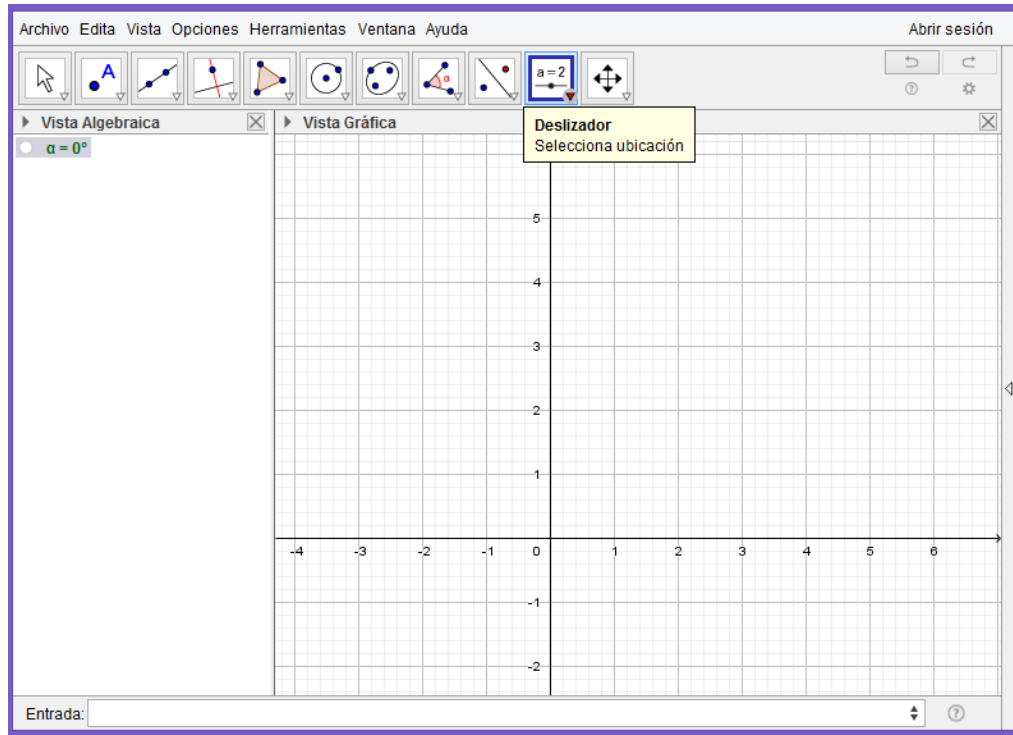 Archivo Edita Vista Opciones Herramientas Ventana Ayuda Abrir sesión
A α a=2
Vista Algebraica Vista Gráfica
Deslizador
Selecciona ubicación
α = 0°
5
4
3
2
1
-4 -3 -2 -1 0 1 2 3 4 5 6
-1
-2
Entrada: